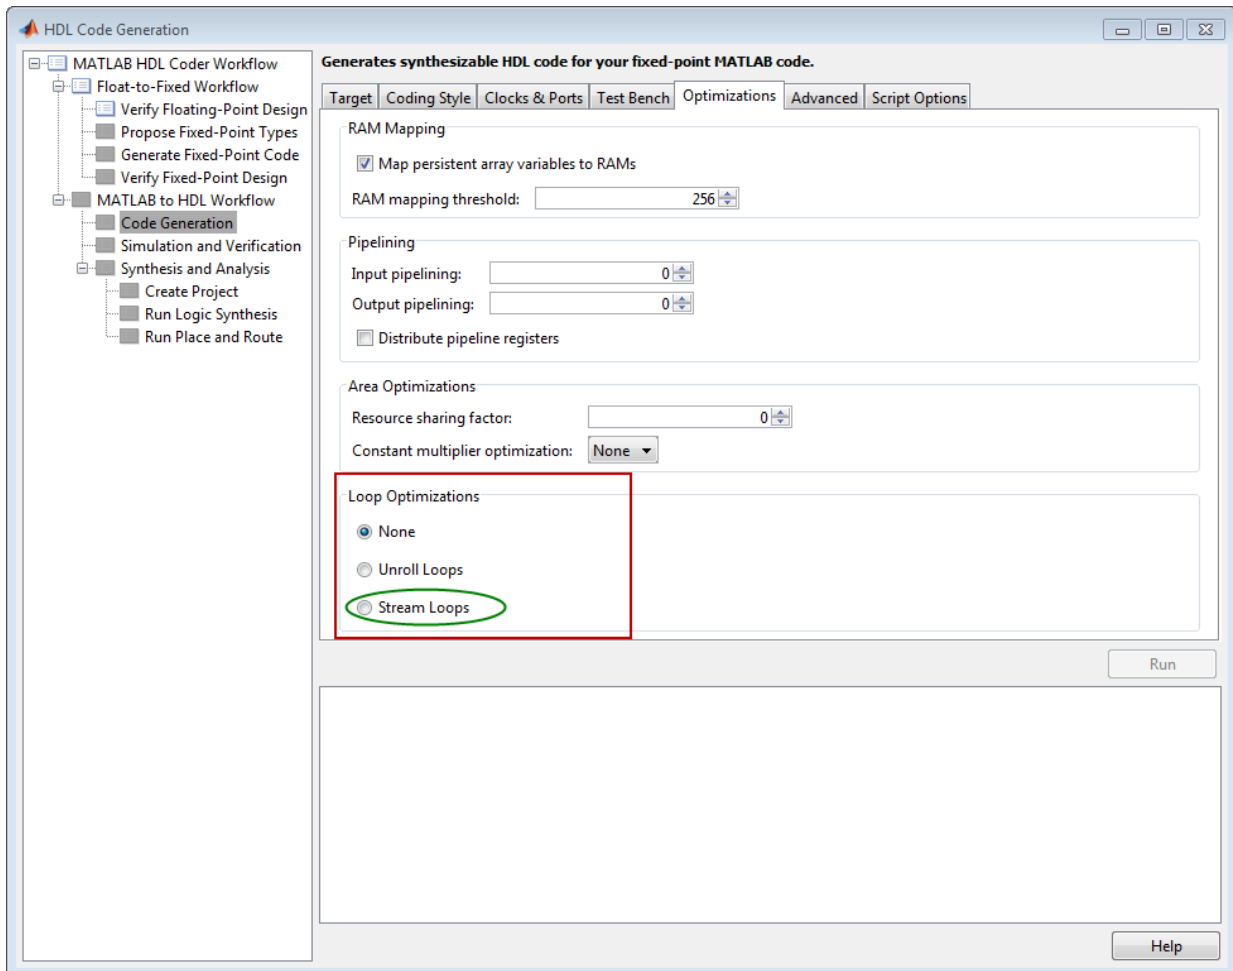 HDL Code Generation
MATLAB HDL Coder Workflow
Float-to-Fixed Workflow
Verify Floating-Point Design
Propose Fixed-Point Types
Generate Fixed-Point Code
Verify Fixed-Point Design
MATLAB to HDL Workflow
Code Generation
Simulation and Verification
Synthesis and Analysis
Create Project
Run Logic Synthesis
Run Place and Route
Generates synthesizable HDL code for your fixed-point MATLAB code.
Target Coding Style Clocks & Ports Test Bench Optimizations Advanced Script Options
RAM Mapping
Map persistent array variables to RAMs
RAM mapping threshold: 256
Pipelining
Input pipelining: 0
Output pipelining: 0
Distribute pipeline registers
Area Optimizations
Resource sharing factor: 0
Constant multiplier optimization: None
Loop Optimizations
None
Unroll Loops
Stream Loops
Run
Help